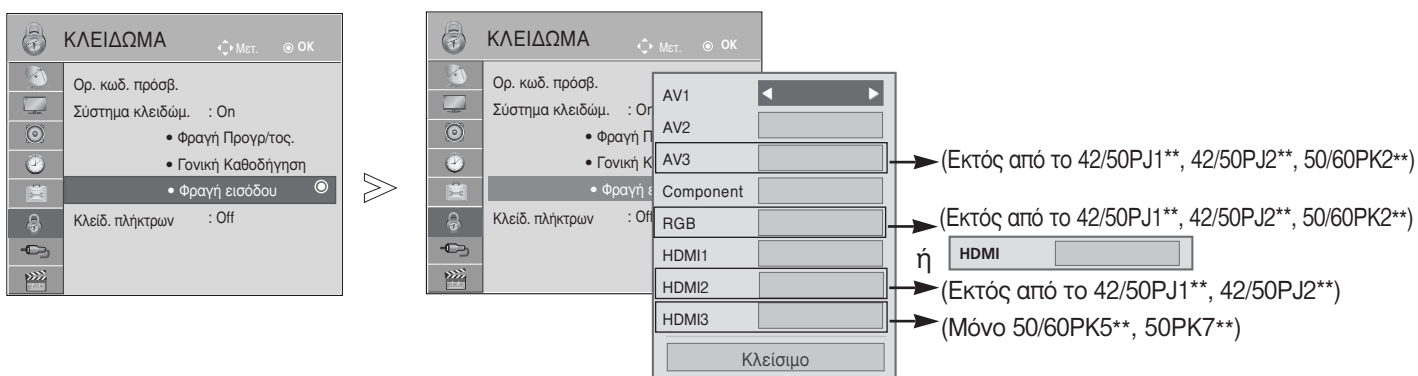 ΚΛΕΙΔΩΜΑ
Μετ. OK
Ορ. κωδ. πρόσβ.
Σύστημα κλειδώμ. : On
• Φραγή Προγρ/τος.
• Γονική Καθοδήγηση
• Φραγή εισόδου
Κλείδ. πλήκτρων : Off
ΚΛΕΙΔΩΜΑ
Μετ. OK
Ορ. κωδ. πρόσβ.
Σύστημα κλειδώμ. : On
• Φραγή Π
• Γονική Κ
• Φραγή ε
Κλείδ. πλήκτρων : Off
AV1
AV2
AV3
Component
RGB
HDMI1
HDMI2
HDMI3
Κλείσιμο
(Εκτός από το 42/50PJ1**, 42/50PJ2**, 50/60PK2**)
(Εκτός από το 42/50PJ1**, 42/50PJ2**, 50/60PK2**)
ή HDMI
(Εκτός από το 42/50PJ1**, 42/50PJ2**)
(Μόνο 50/60PK5**, 50PK7**)